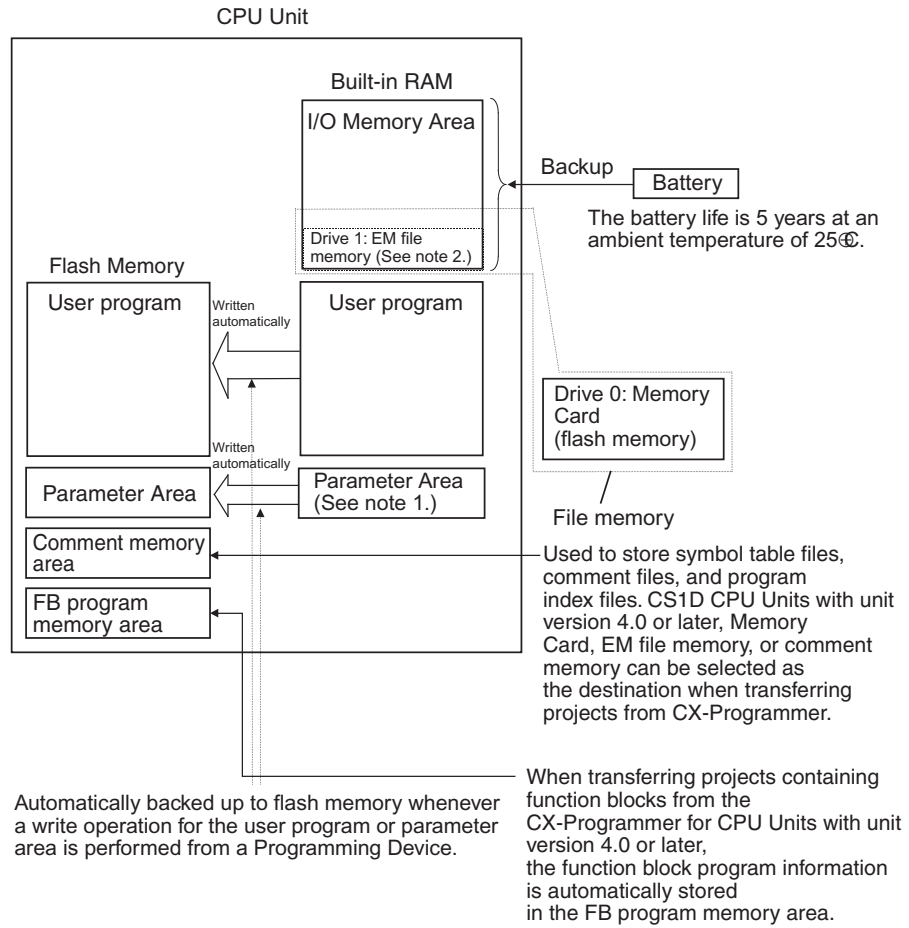 CPU Unit
Built-in RAM
I/O Memory Area
Backup
Battery
The battery life is 5 years at an
ambient temperature of 25℃.
Drive 1: EM file
memory (See note 2.)
Flash Memory
User program
Written
automatically
User program
Drive 0: Memory
Card
(flash memory)
Written
automatically
Parameter Area
Parameter Area
(See note 1.)
File memory
Comment memory
area
Used to store symbol table files,
comment files, and program
index files. CS1D CPU Units with unit
version 4.0 or later, Memory
Card, EM file memory, or comment
memory can be selected as
the destination when transferring
projects from CX-Programmer.
FB program
memory area
Automatically backed up to flash memory whenever
a write operation for the user program or parameter
area is performed from a Programming Device.
When transferring projects containing
function blocks from the
CX-Programmer for CPU Units with unit
version 4.0 or later,
the function block program information
is automatically stored
in the FB program memory area.